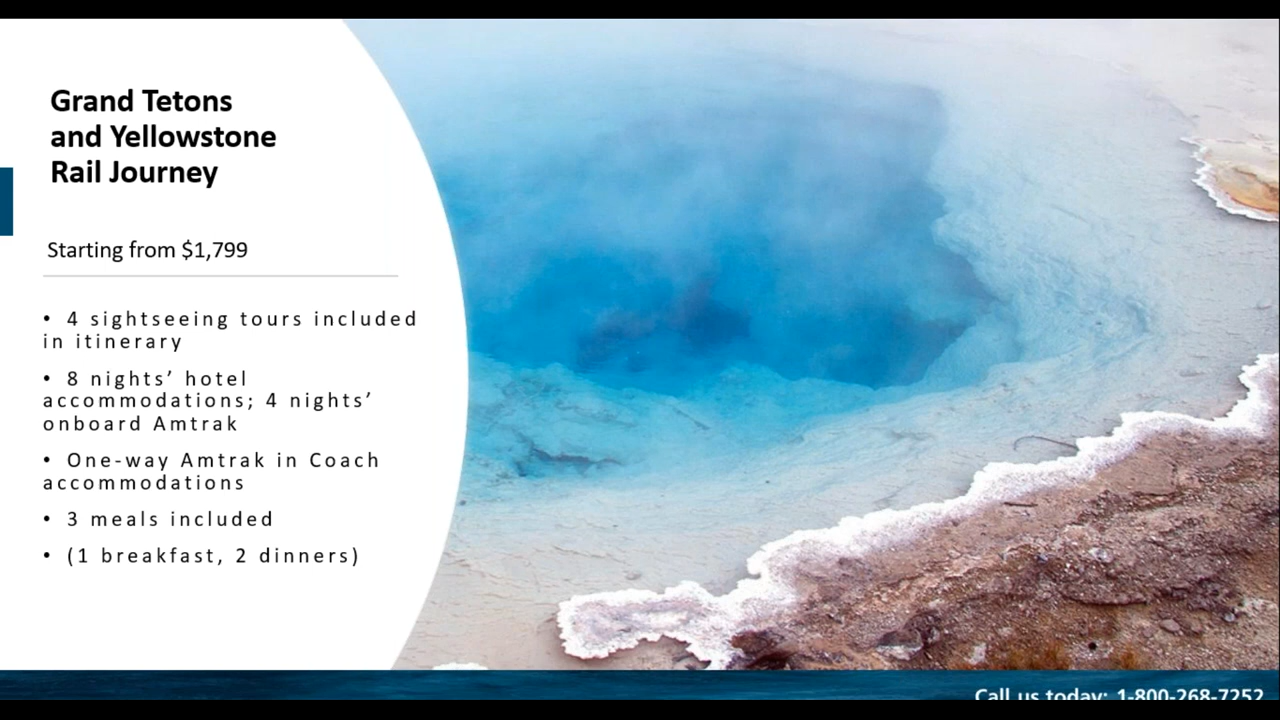 Grand Tetons
and Yellowstone
Rail Journey
Starting from $1,799
• 4 sightseeing tours included
in itinerary
• 8 nights’ hotel
accommodations; 4 nights’
onboard Amtrak
• One-way Amtrak in Coach
accommodations
• 3 meals included
• (1 breakfast, 2 dinners)
Call us today: 1-800-268-7252